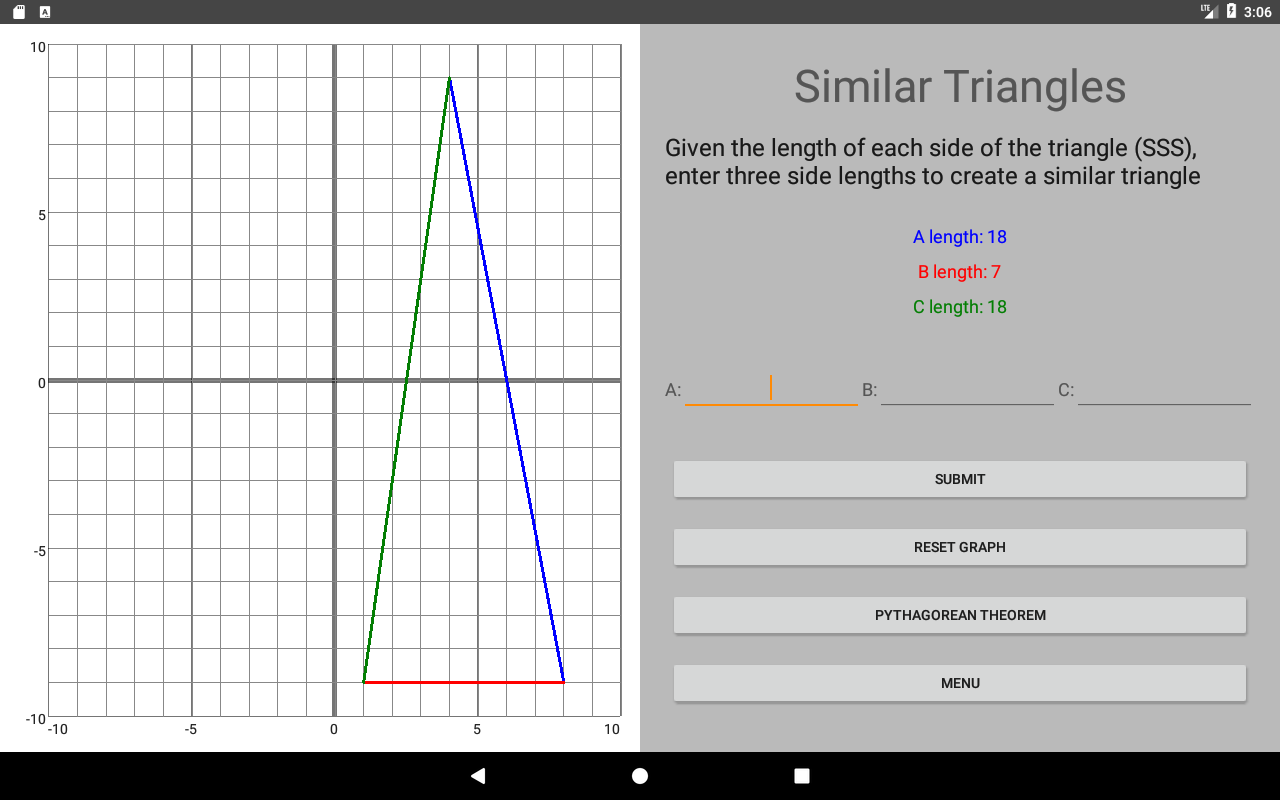 LTE 3:06
10
5
0
-5
-10
-10 -5 0 5 10
Similar Triangles
Given the length of each side of the triangle (SSS),
enter three side lengths to create a similar triangle
A length: 18
B length: 7
C length: 18
A: B: C:
SUBMIT
RESET GRAPH
PYTHAGOREAN THEOREM
MENU